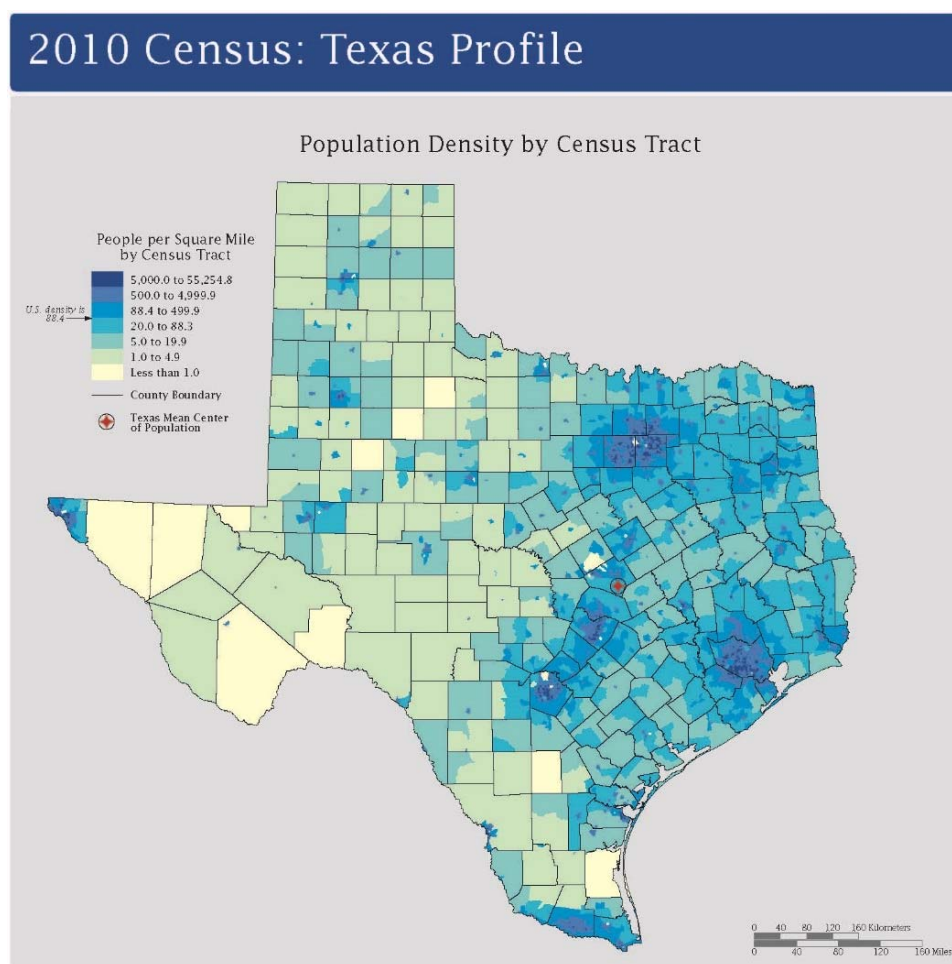 2010 Census: Texas Profile
Population Density by Census Tract
People per Square Mile
by Census Tract
5,000.0 to 55,254.8
500.0 to 4,999.9
88.4 to 499.9
20.0 to 88.3
5.0 to 19.9
1.0 to 4.9
Less than 1.0
U.S. density is
88.4
County Boundary
Texas Mean Center
of Population
0 40 80 120 160 Kilometers
0 40 80 120 160 Miles